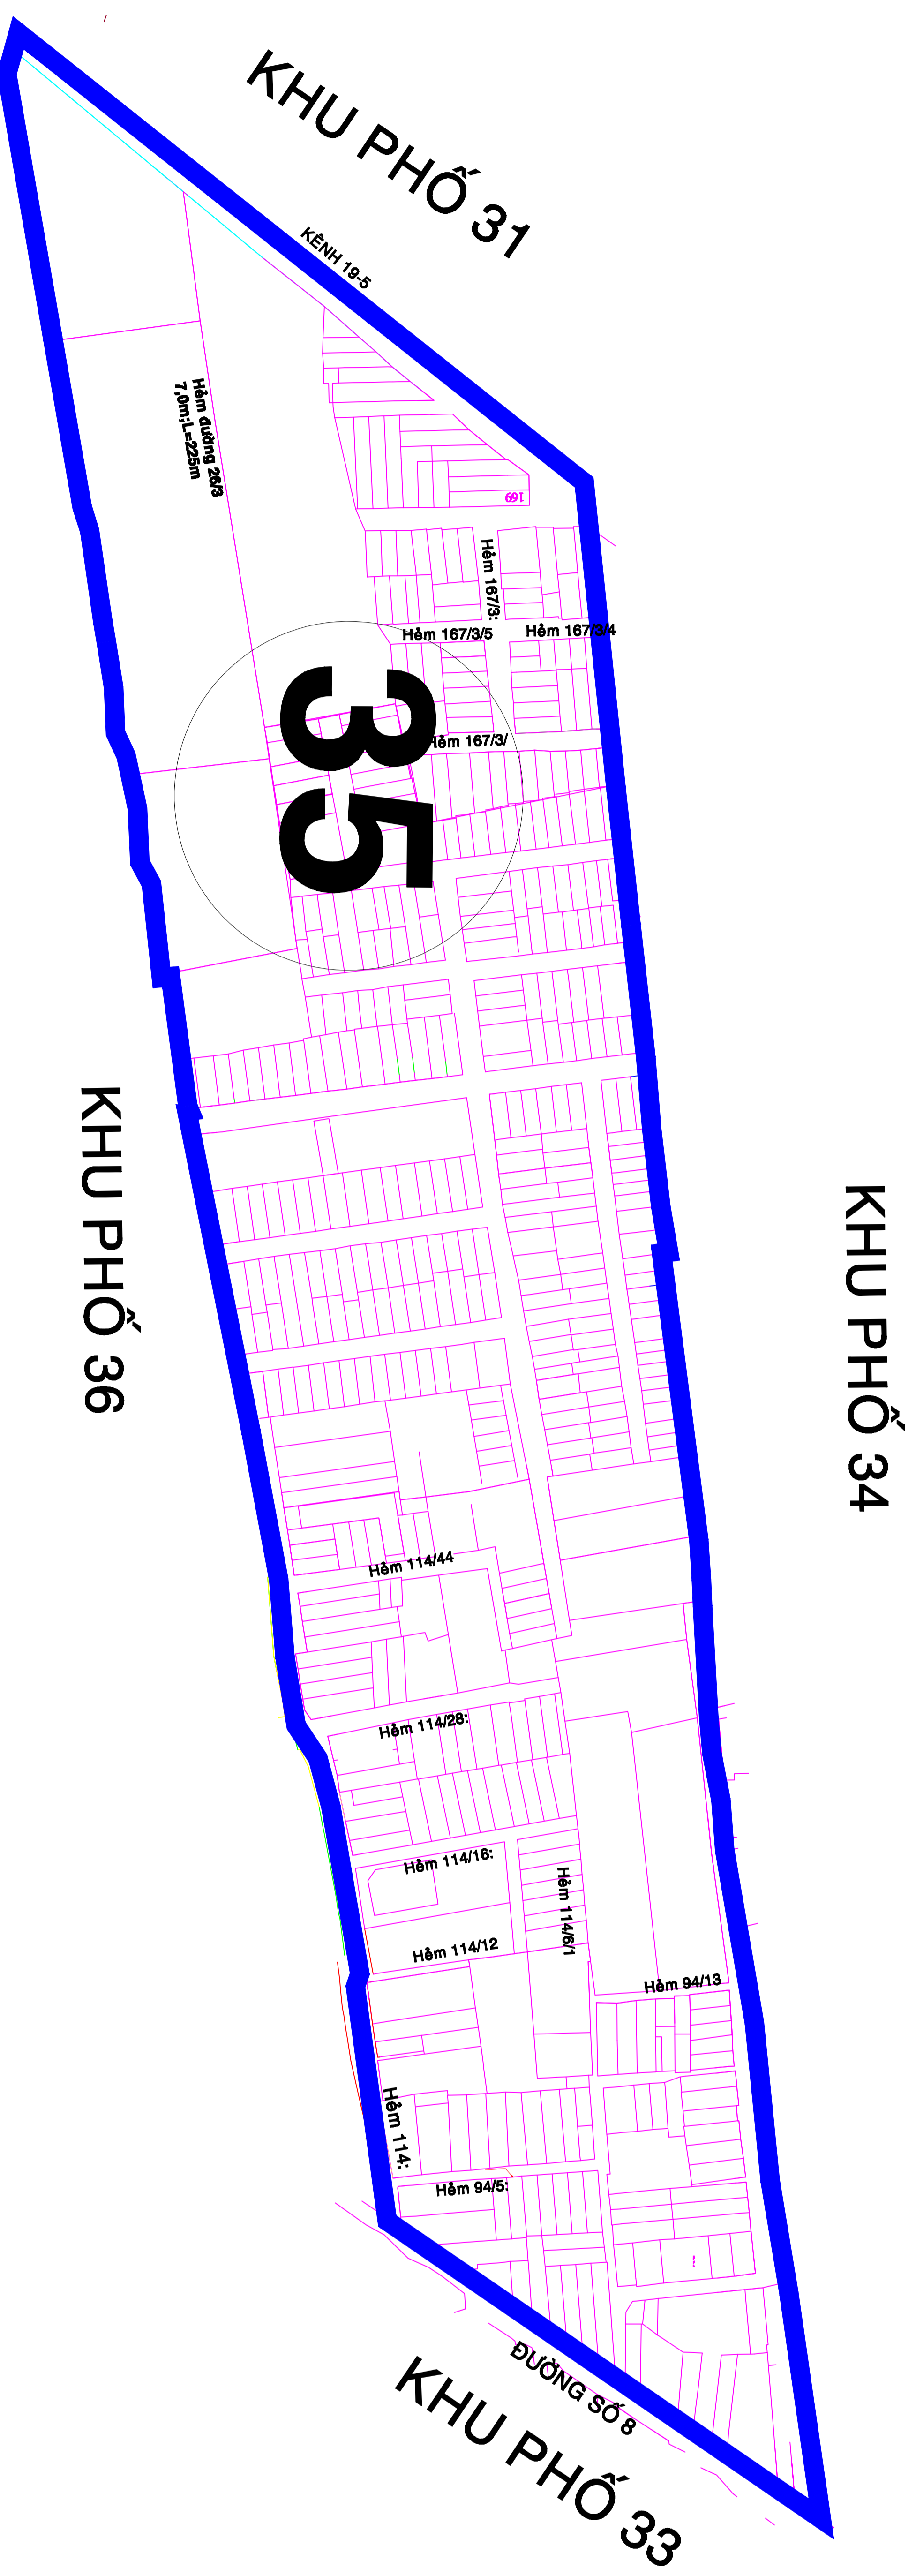 KHU PHỐ 31
KÊNH 19-5
Hẻm đường 26/3
7,0m;L=225m
169
Hẻm 167/3:
Hẻm 167/3/5
Hẻm 167/3/4
35
Hẻm 167/3/
KHU PHỐ 36
KHU PHỐ 34
Hẻm 114/44
Hẻm 114/28:
Hẻm 114/16:
Hẻm 114/6/1
Hẻm 114/12
Hẻm 94/13
Hẻm 114:
Hẻm 94/5:
ĐƯỜNG SỐ 8
KHU PHỐ 33